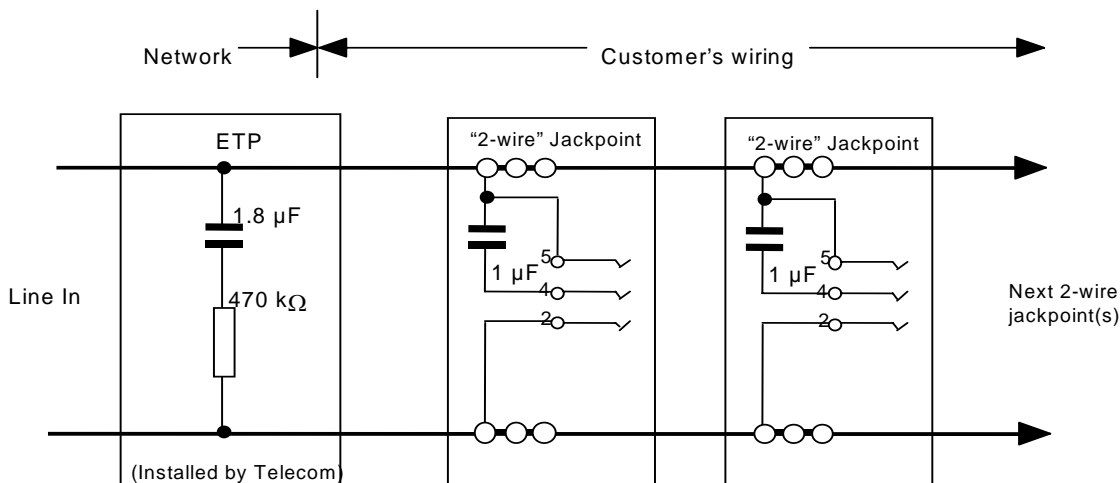 Network
Customer's wiring
ETP
"2-wire" Jackpoint
"2-wire" Jackpoint
1.8 µF
470 kΩ
Line In
1 µF
5
4
2
1 µF
5
4
2
Next 2-wire
jackpoint(s)
(Installed by Telecom)